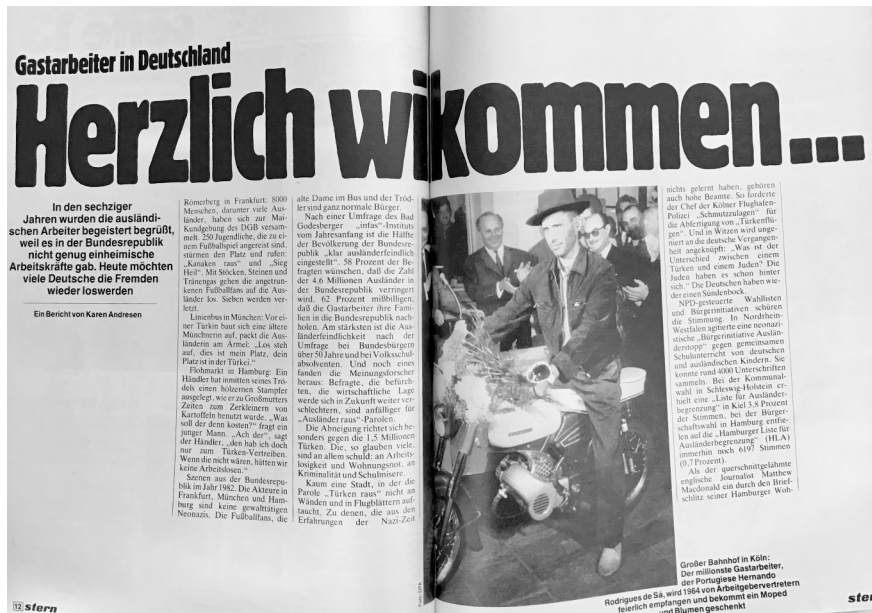 Gastarbeiter in Deutschland
Herzlich willkommen...
In den sechziger
Jahren wurden die ausländi-
schen Arbeiter begeistert begrüßt,
weil es in der Bundesrepublik
nicht genug einheimische
Arbeitskräfte gab. Heute möchten
viele Deutsche die Fremden
wieder loswerden
Ein Bericht von Karen Andresen
Römerberg in Frankfurt: 8000
Menschen, darunter viele Aus-
länder, haben sich zur Mai-
Kundgebung des DGB versam-
melt. 250 Jugendliche, die zu ei-
nem Fußballspiel angereist sind,
stürmen den Platz und rufen:
„Kanaken raus" und „Sieg
Heil". Mit Stöcken, Steinen und
Tränengas gehen die angetrun-
kenen Fußballfans auf die Aus-
länder los. Sieben werden ver-
letzt.
Linienbus in München: Vor ei-
ner Türkin baut sich eine ältere
Münchnerin auf, packt die Aus-
länderin am Ärmel: „Los steh
auf, dies ist mein Platz, dein
Platz ist in der Türkei."
Flohmarkt in Hamburg: Ein
Händler hat inmitten seines Trö-
dels einen hölzernen Stampfer
ausgelegt, wie er zu Großmutters
Zeiten zum Zerkleinern von
Kartoffeln benutzt wurde. „Was
soll der denn kosten?" fragt ein
junger Mann. „Ach der", sagt
der Händler, „den hab ich doch
nur zum Türken-Vertreiben.
Wenn die nicht wären, hätten wir
keine Arbeitslosen."
Szenen aus der Bundesrepu-
blik im Jahr 1982. Die Akteure in
Frankfurt, München und Ham-
burg sind keine gewalttätigen
Neonazis. Die Fußballfans, die
alte Dame im Bus und der Tröd-
ler sind ganz normale Bürger.
Nach einer Umfrage des Bad
Godesberger „infas"-Instituts
vom Jahresanfang ist die Hälfte
der Bevölkerung der Bundesre-
publik „klar ausländerfeindlich
eingestellt". 58 Prozent der Be-
fragten wünschen, daß die Zahl
der 4,6 Millionen Ausländer in
der Bundesrepublik verringert
wird. 62 Prozent mißbilligen,
daß die Gastarbeiter ihre Fami-
lien in die Bundesrepublik nach-
holen. Am stärksten ist die Aus-
länderfeindlichkeit nach der
Umfrage bei Bundesbürgern
über 50 Jahre und bei Volksschul-
absolventen. Und noch eines
fanden die Meinungsforscher
heraus: Befragte, die befürch-
ten, die wirtschaftliche Lage
werde sich in Zukunft weiter ver-
schlechtern, sind anfälliger für
„Ausländer raus"-Parolen.
Die Abneigung richtet sich be-
sonders gegen die 1,5 Millionen
Türken. Die, so glauben viele,
sind an allem schuld: an Arbeits-
losigkeit und Wohnungsnot, an
Kriminalität und Schulmisere.
Kaum eine Stadt, in der die
Parole „Türken raus" nicht an
Wänden und in Flugblättern auf-
taucht. Zu denen, die aus den
Erfahrungen der Nazi-Zeit
nichts gelernt haben, gehören
auch hohe Beamte. So forderte
der Chef der Kölner Flughafen-
Polizei „Schmutzzulagen" für
die Abfertigung von „Türkenflü-
gen". Und in Witzen wird unge-
niert an die deutsche Vergangen-
heit angeknüpft: „Was ist der
Unterschied zwischen einem
Türken und einem Juden? Die
Juden haben es schon hinter
sich." Die Deutschen haben wie-
der einen Sündenbock.
NPD-gesteuerte Wahllisten
und Bürgerinitiativen schüren
die Stimmung. In Nordrhein-
Westfalen agitierte eine neonazi-
stische „Bürgerinitiative Auslän-
derstopp" gegen gemeinsamen
Schulunterricht von deutschen
und ausländischen Kindern. Sie
konnte rund 4000 Unterschriften
sammeln. Bei der Kommunal-
wahl in Schleswig-Holstein er-
hielt eine „Liste für Ausländer-
begrenzung" in Kiel 3,8 Prozent
der Stimmen, bei der Bürger-
schaftswahl in Hamburg entfie-
len auf die „Hamburger Liste für
Ausländerbegrenzung" (HLA)
immerhin noch 6197 Stimmen
(0,7 Prozent).
Als der querschnittgelähmte
englische Journalist Matthew
Macdonald ein durch den Brief-
schlitz seiner Hamburger Woh-
Großer Bahnhof in Köln:
Der millionste Gastarbeiter,
der Portugiese Hernando
Rodrigues de Sá, wird 1964 von Arbeitgebervertretern
feierlich empfangen und bekommt ein Moped
und Blumen geschenkt
Foto: DPA
12 stern
ste